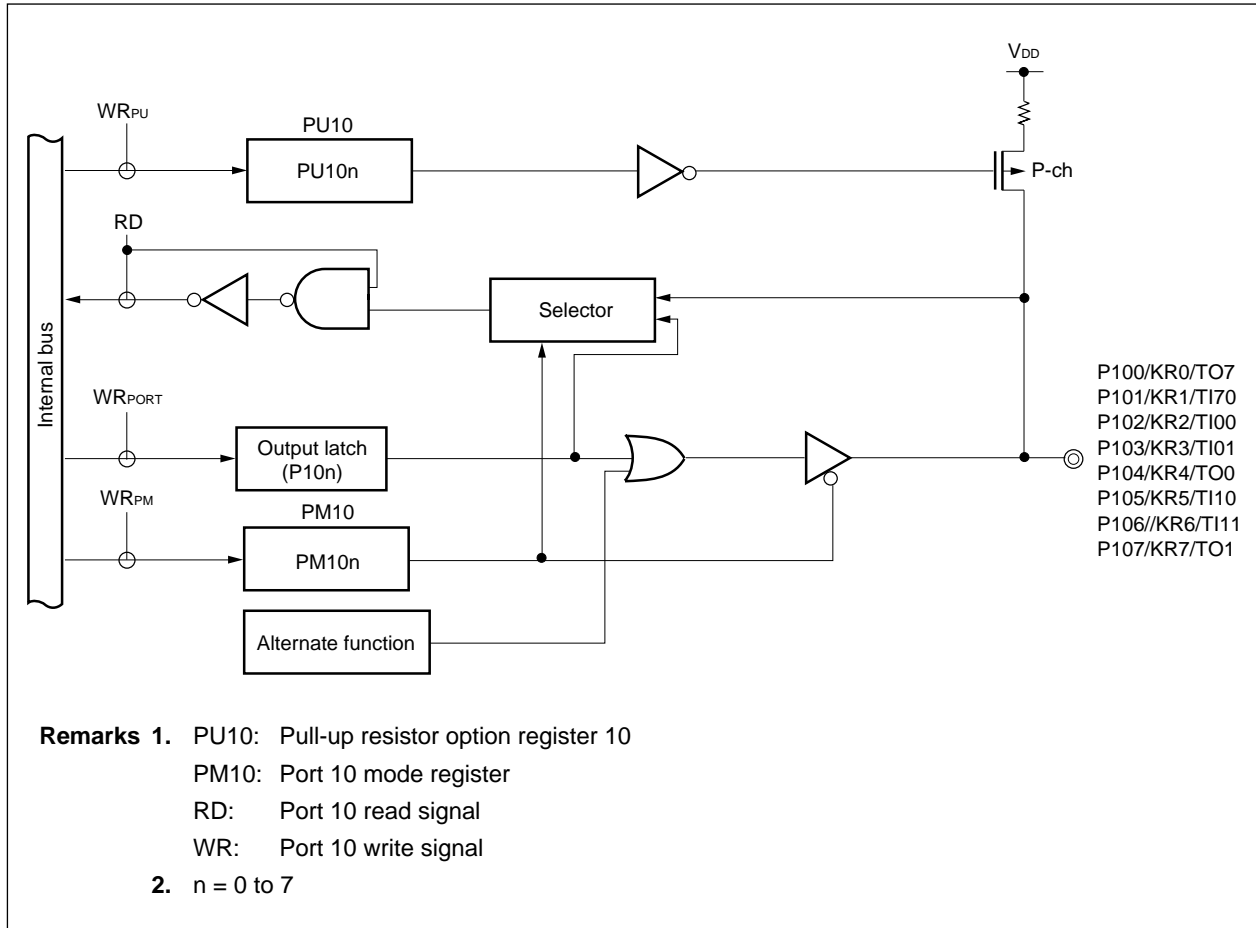 VDD
WRPU
PU10
PU10n
P-ch
RD
Selector
Internal bus
WRPORT
Output latch
(P10n)
WRPM
PM10
PM10n
Alternate function
P100/KR0/TO7
P101/KR1/TI70
P102/KR2/TI00
P103/KR3/TI01
P104/KR4/TO0
P105/KR5/TI10
P106//KR6/TI11
P107/KR7/TO1
Remarks 1. PU10: Pull-up resistor option register 10
PM10: Port 10 mode register
RD: Port 10 read signal
WR: Port 10 write signal
2. n = 0 to 7